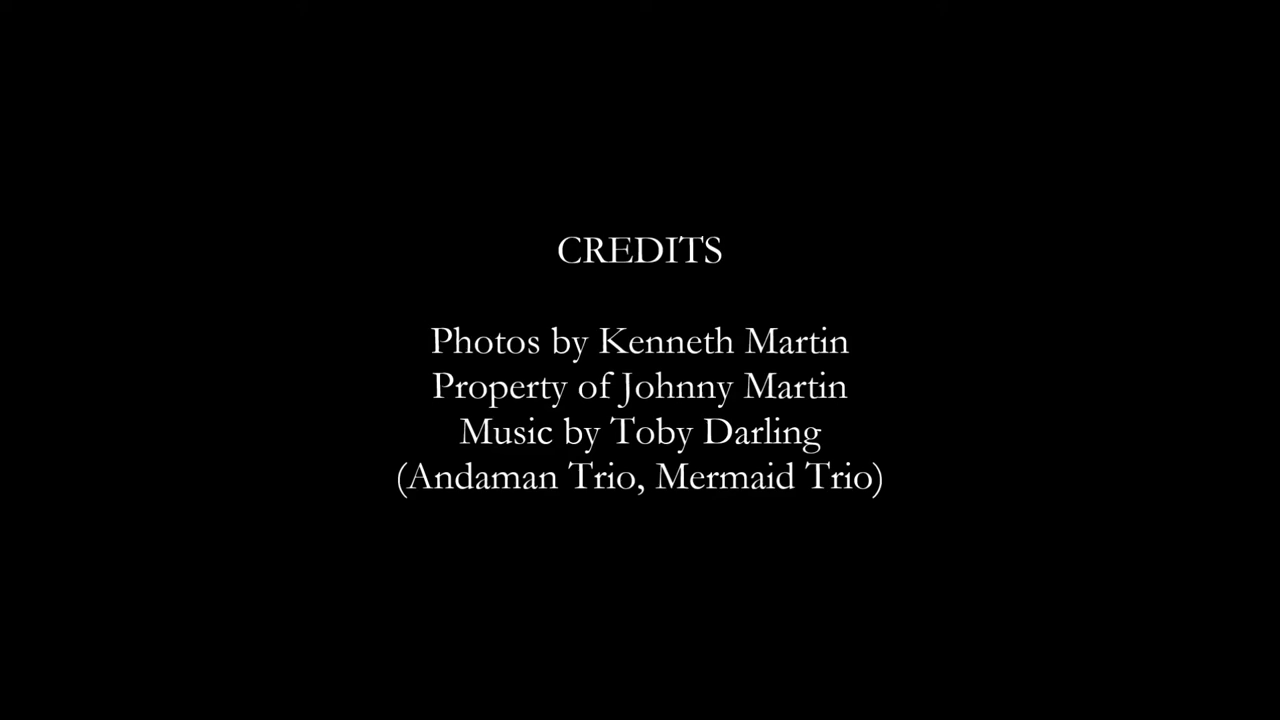 CREDITS
Photos by Kenneth Martin
Property of Johnny Martin
Music by Toby Darling
(Andaman Trio, Mermaid Trio)